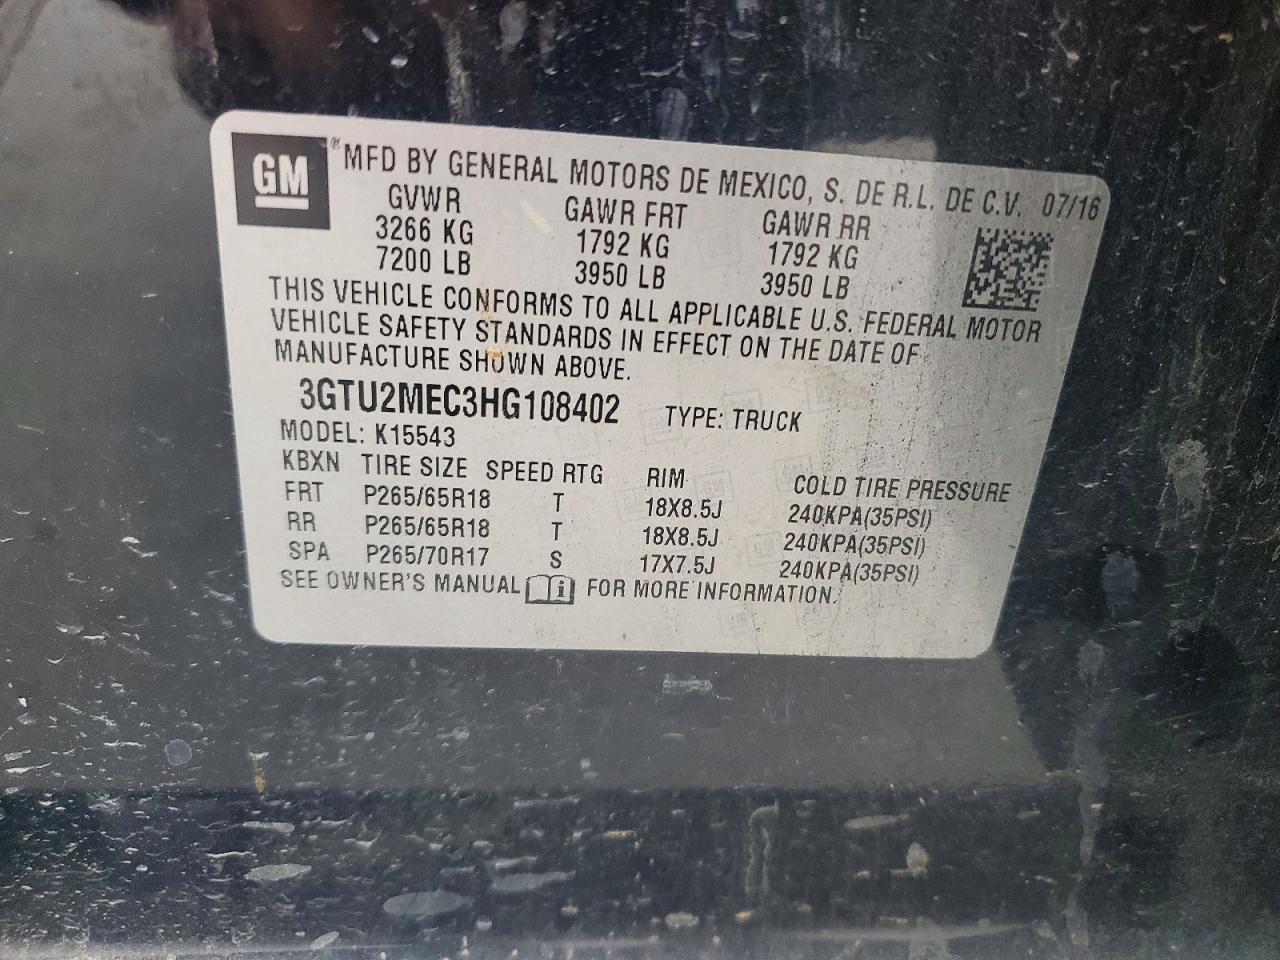 GM ® MFD BY GENERAL MOTORS DE MEXICO, S. DE R.L. DE C.V. 07/16
GVWR GAWR FRT GAWR RR
3266 KG 1792 KG 1792 KG
7200 LB 3950 LB 3950 LB
THIS VEHICLE CONFORMS TO ALL APPLICABLE U.S. FEDERAL MOTOR
VEHICLE SAFETY STANDARDS IN EFFECT ON THE DATE OF
MANUFACTURE SHOWN ABOVE.
3GTU2MEC3HG108402 TYPE: TRUCK
MODEL: K15543
KBXN TIRE SIZE SPEED RTG RIM COLD TIRE PRESSURE
FRT P265/65R18 T 18X8.5J 240KPA(35PSI)
RR P265/65R18 T 18X8.5J 240KPA(35PSI)
SPA P265/70R17 S 17X7.5J 240KPA(35PSI)
SEE OWNER'S MANUAL i FOR MORE INFORMATION.